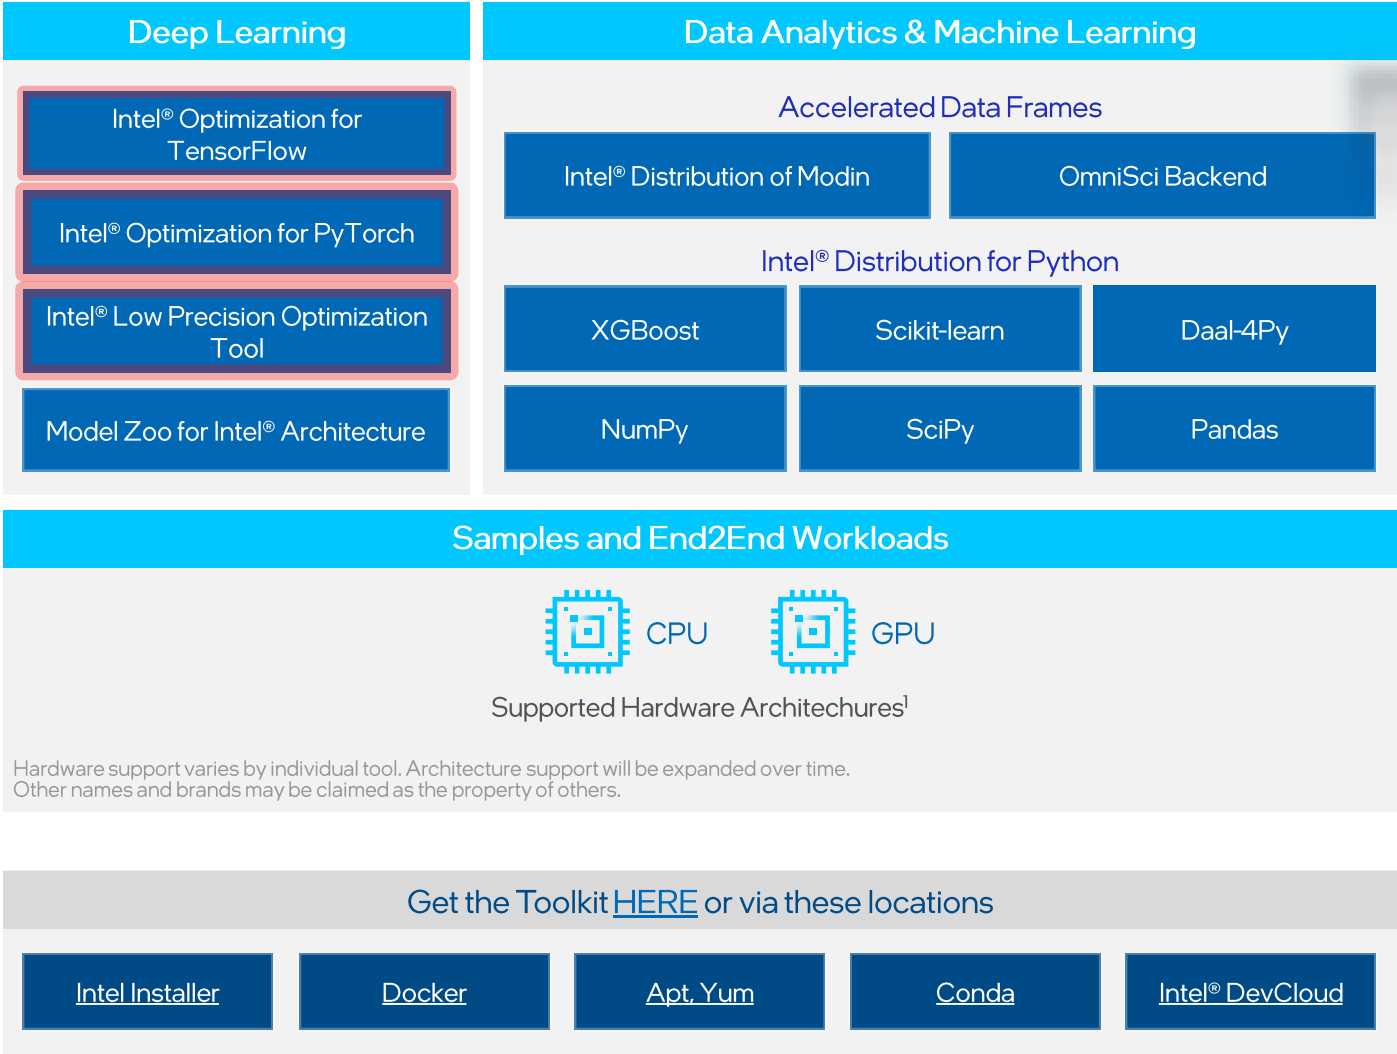 Deep Learning
Intel® Optimization for
TensorFlow
Intel® Optimization for PyTorch
Intel® Low Precision Optimization
Tool
Model Zoo for Intel® Architecture
Data Analytics & Machine Learning
Accelerated Data Frames
Intel® Distribution of Modin
OmniSci Backend
Intel® Distribution for Python
XGBoost
Scikit-learn
Daal-4Py
NumPy
SciPy
Pandas
Samples and End2End Workloads
CPU
GPU
Supported Hardware Architechures¹
Hardware support varies by individual tool. Architecture support will be expanded over time.
Other names and brands may be claimed as the property of others.
Get the Toolkit HERE or via these locations
Intel Installer
Docker
Apt, Yum
Conda
Intel® DevCloud